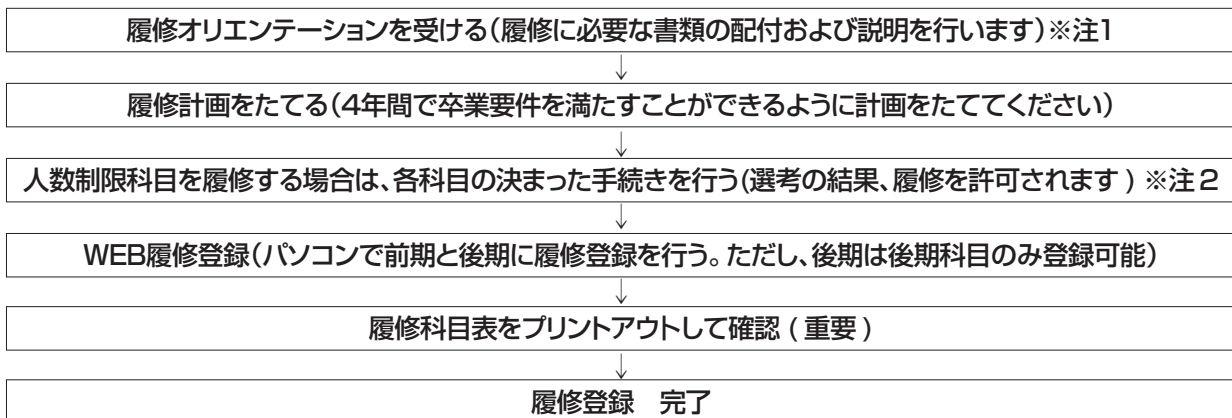 履修オリエンテーションを受ける(履修に必要な書類の配付および説明を行います)※注1
↓
履修計画をたてる(4年間で卒業要件を満たすことができるように計画をたててください)
↓
人数制限科目を履修する場合は、各科目の決まった手続きを行う(選考の結果、履修を許可されます )※注2
↓
WEB履修登録(パソコンで前期と後期に履修登録を行う。ただし、後期は後期科目のみ登録可能)
↓
履修科目表をプリントアウトして確認 ( 重要 )
↓
履修登録 完了